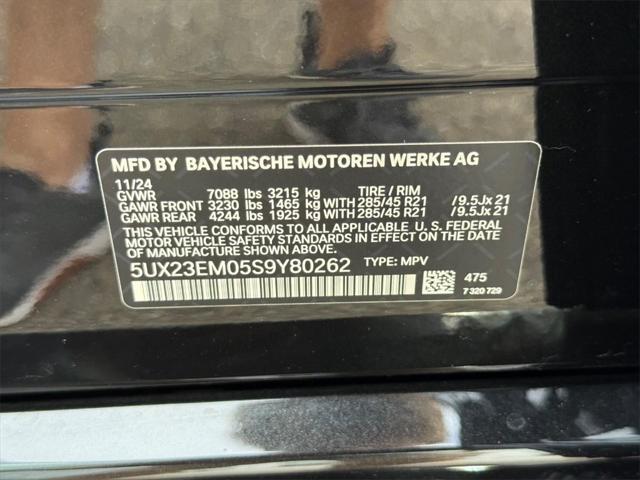 MFD BY BAYERISCHE MOTOREN WERKE AG
11/24
GVWR 7088 lbs 3215 kg TIRE / RIM
GAWR FRONT 3230 lbs 1465 kg WITH 285/45 R21 /9.5Jx 21
GAWR REAR 4244 lbs 1925 kg WITH 285/45 R21 /9.5Jx 21
THIS VEHICLE CONFORMS TO ALL APPLICABLE U. S. FEDERAL
MOTOR VEHICLE SAFETY STANDARDS IN EFFECT
ON THE DATE OF MANUFACTURE SHOWN ABOVE.
5UX23EM05S9Y80262 TYPE: MPV
475
7 320 729